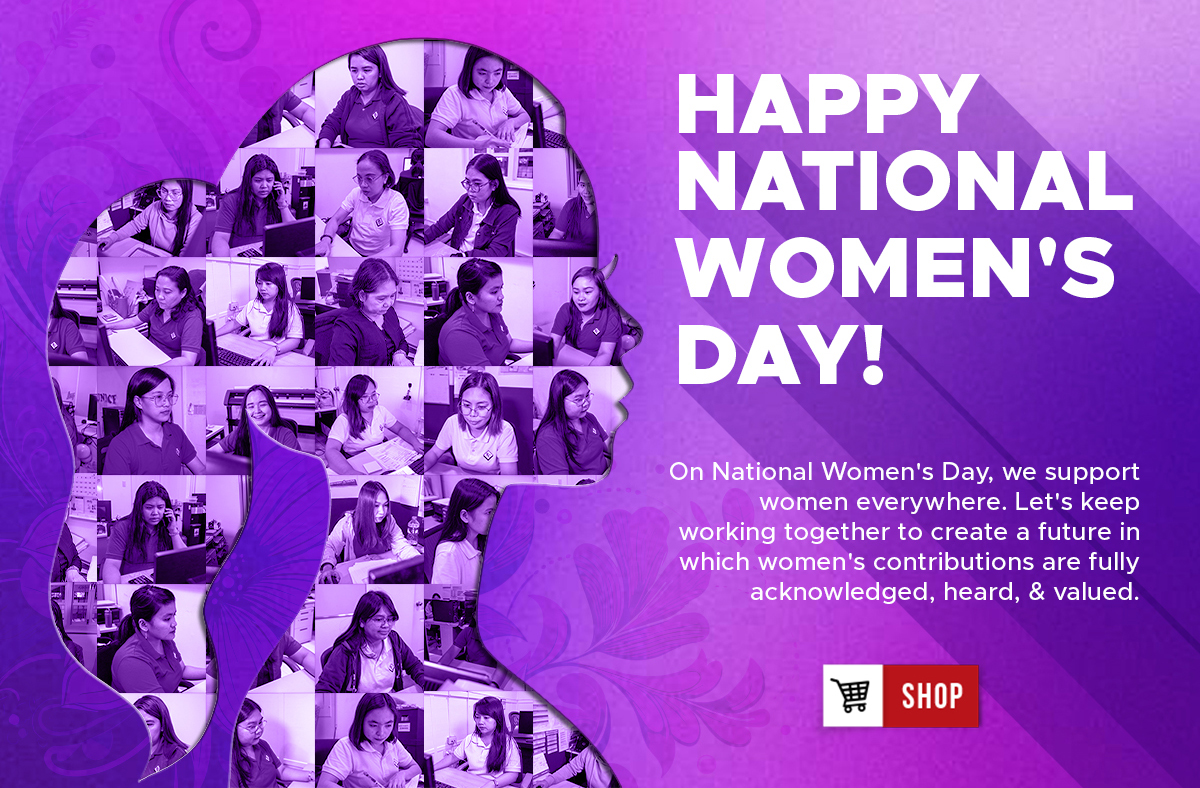 HAPPY
NATIONAL
WOMEN'S
DAY!
On National Women's Day, we support
women everywhere. Let's keep
working together to create a future in
which women's contributions are fully
acknowledged, heard, & valued.
SHOP